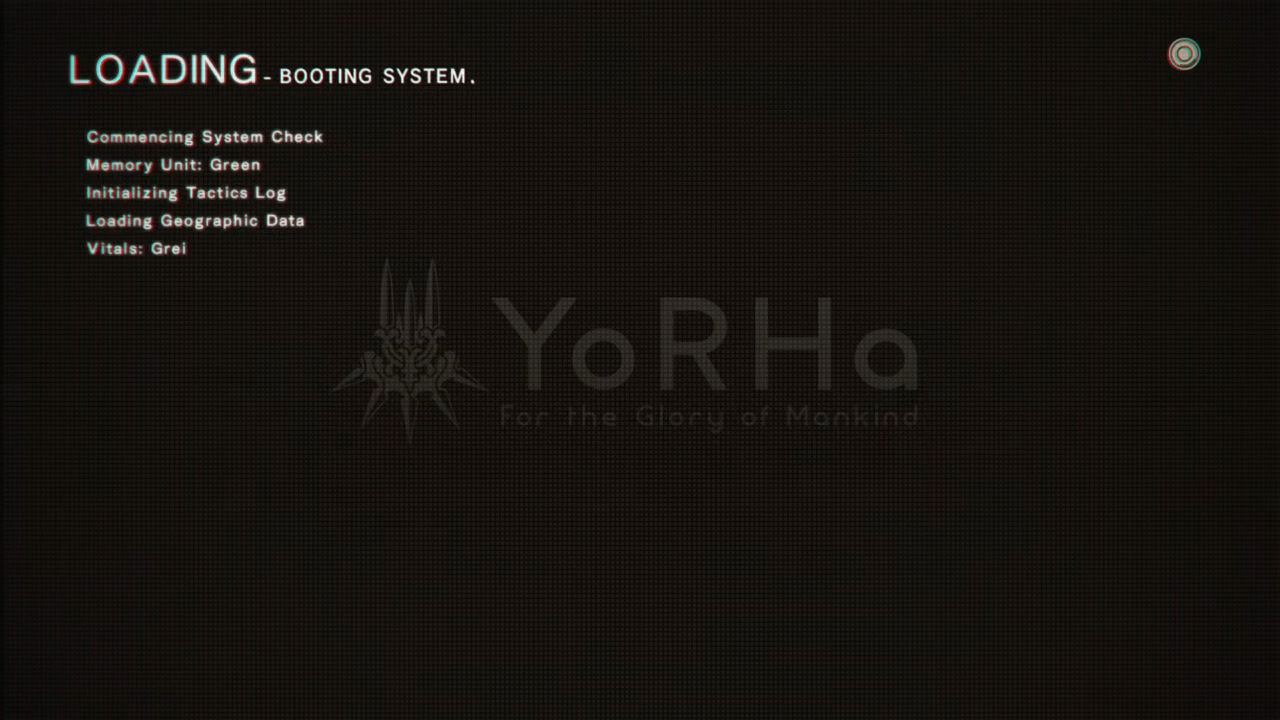 LOADING - BOOTING SYSTEM.
Commencing System Check
Memory Unit: Green
Initializing Tactics Log
Loading Geographic Data
Vitals: Grei
YoRHa
For the Glory of Mankind